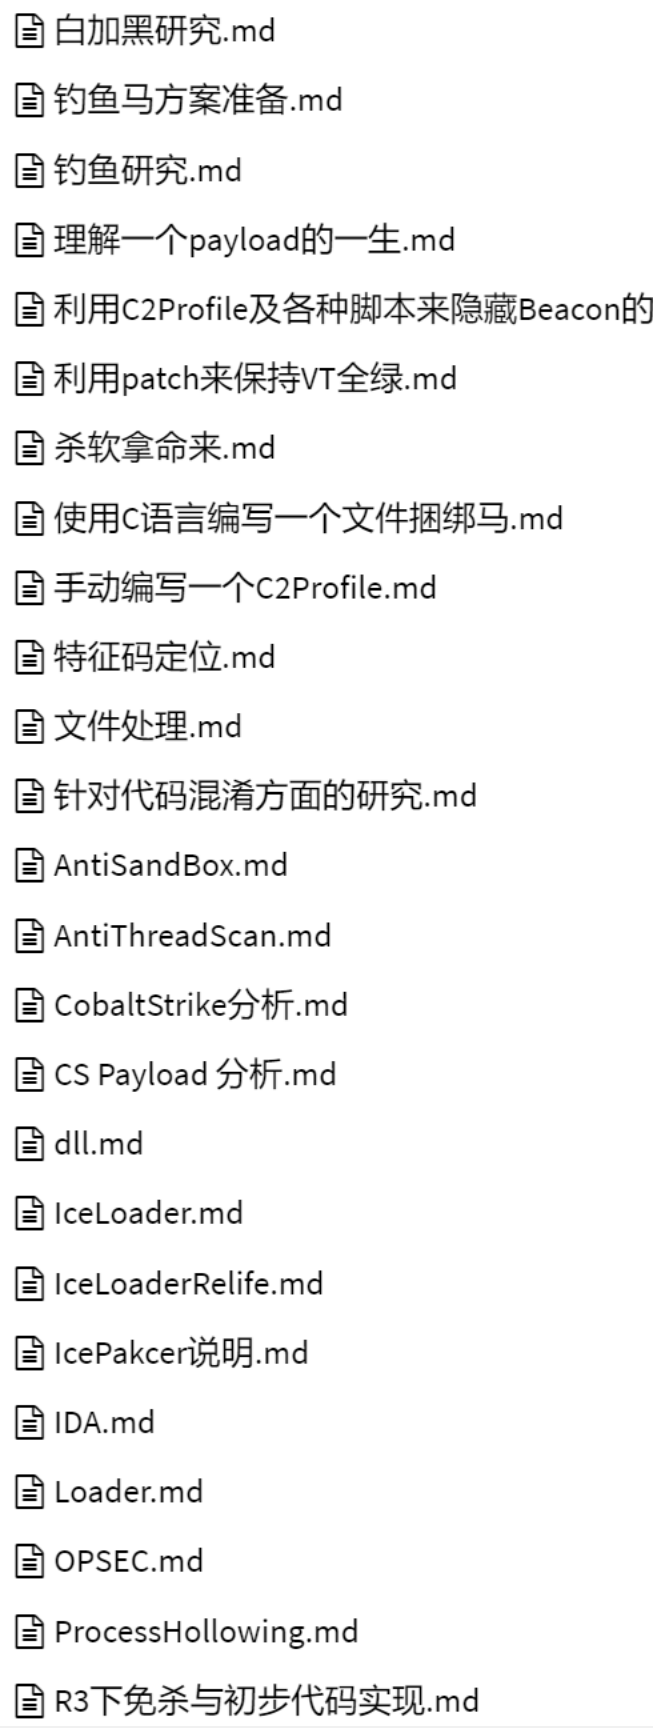 白加黑研究.md
钓鱼马方案准备.md
钓鱼研究.md
理解一个payload的一生.md
利用C2Profile及各种脚本来隐藏Beacon的
利用patch来保持VT全绿.md
杀软拿命来.md
使用C语言编写一个文件捆绑马.md
手动编写一个C2Profile.md
特征码定位.md
文件处理.md
针对代码混淆方面的研究.md
AntiSandBox.md
AntiThreadScan.md
CobaltStrike分析.md
CS Payload 分析.md
dll.md
IceLoader.md
IceLoaderRelife.md
IcePakcer说明.md
IDA.md
Loader.md
OPSEC.md
ProcessHollowing.md
R3下免杀与初步代码实现.md